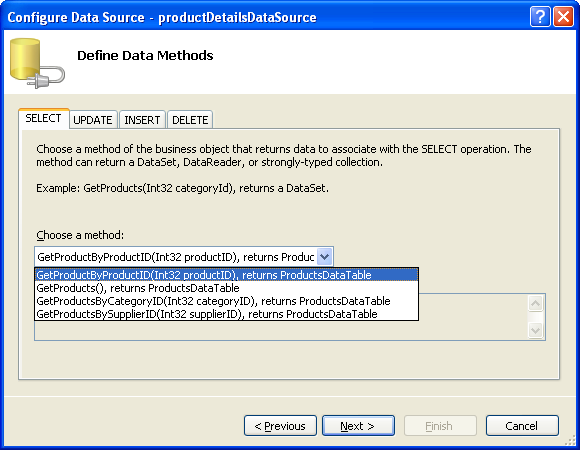 Configure Data Source - productDetailsDataSource
Define Data Methods
SELECT UPDATE INSERT DELETE
Choose a method of the business object that returns data to associate with the SELECT operation. The
method can return a DataSet, DataReader, or strongly-typed collection.
Example: GetProducts(Int32 categoryId), returns a DataSet.
Choose a method:
GetProductByProductID(Int32 productID), returns Produc
GetProductByProductID(Int32 productID), returns ProductsDataTable
GetProducts(), returns ProductsDataTable
GetProductsByCategoryID(Int32 categoryID), returns ProductsDataTable
GetProductsBySupplierID(Int32 supplierID), returns ProductsDataTable
< Previous Next > Finish Cancel